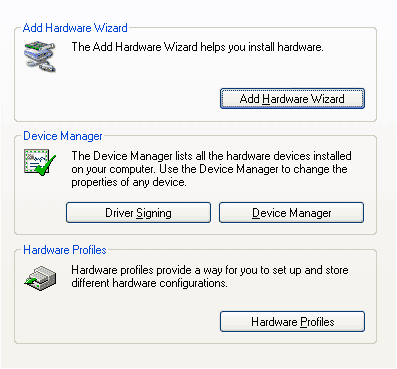 Add Hardware Wizard
The Add Hardware Wizard helps you install hardware.
Add Hardware Wizard
Device Manager
The Device Manager lists all the hardware devices installed
on your computer. Use the Device Manager to change the
properties of any device.
Driver Signing
Device Manager
Hardware Profiles
Hardware profiles provide a way for you to set up and store
different hardware configurations.
Hardware Profiles